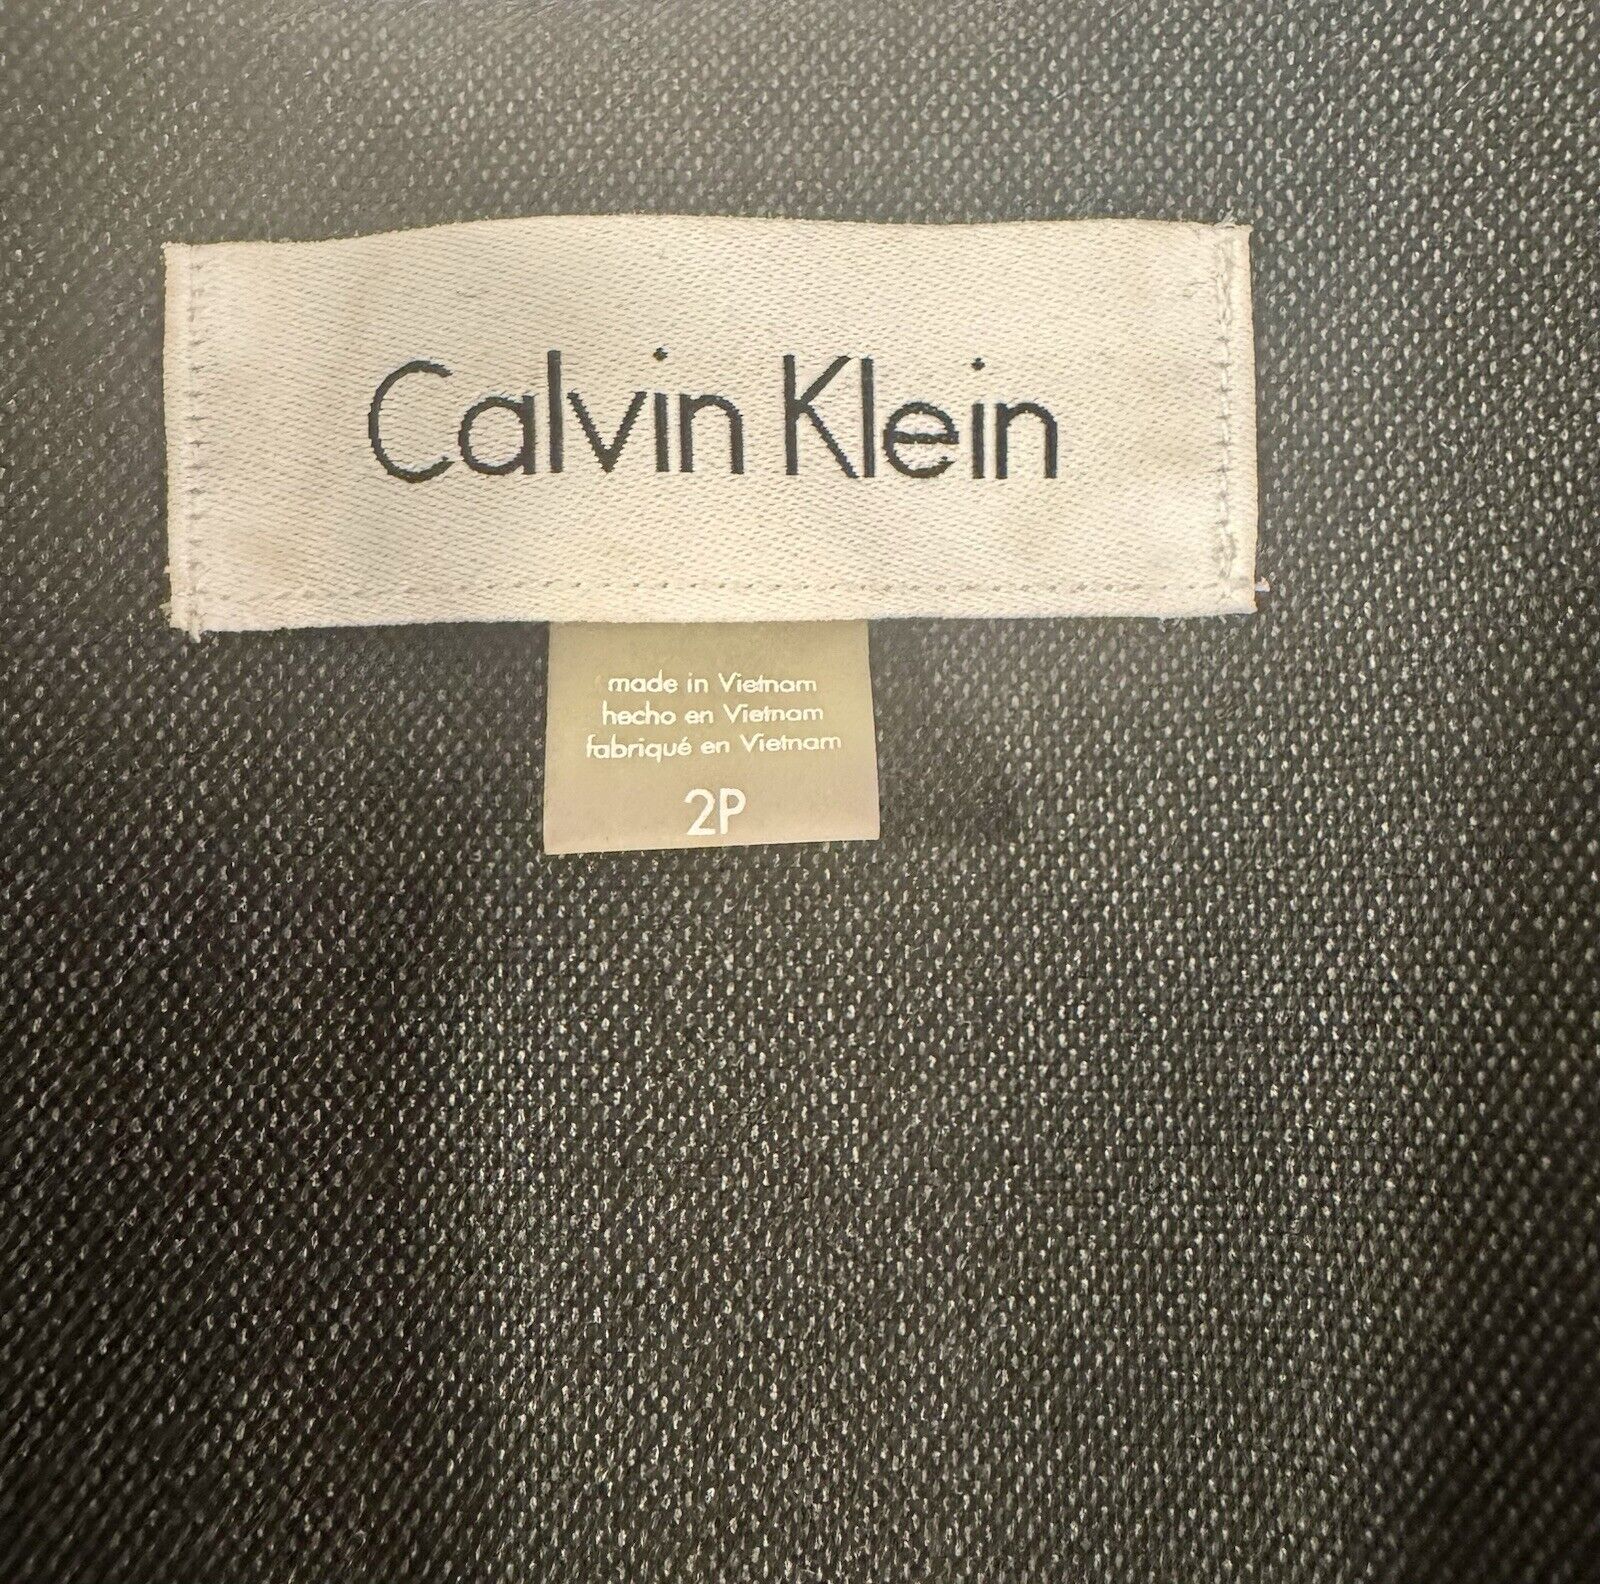 Calvin Klein
made in Vietnam
hecho en Vietnam
fabriqué en Vietnam
2P